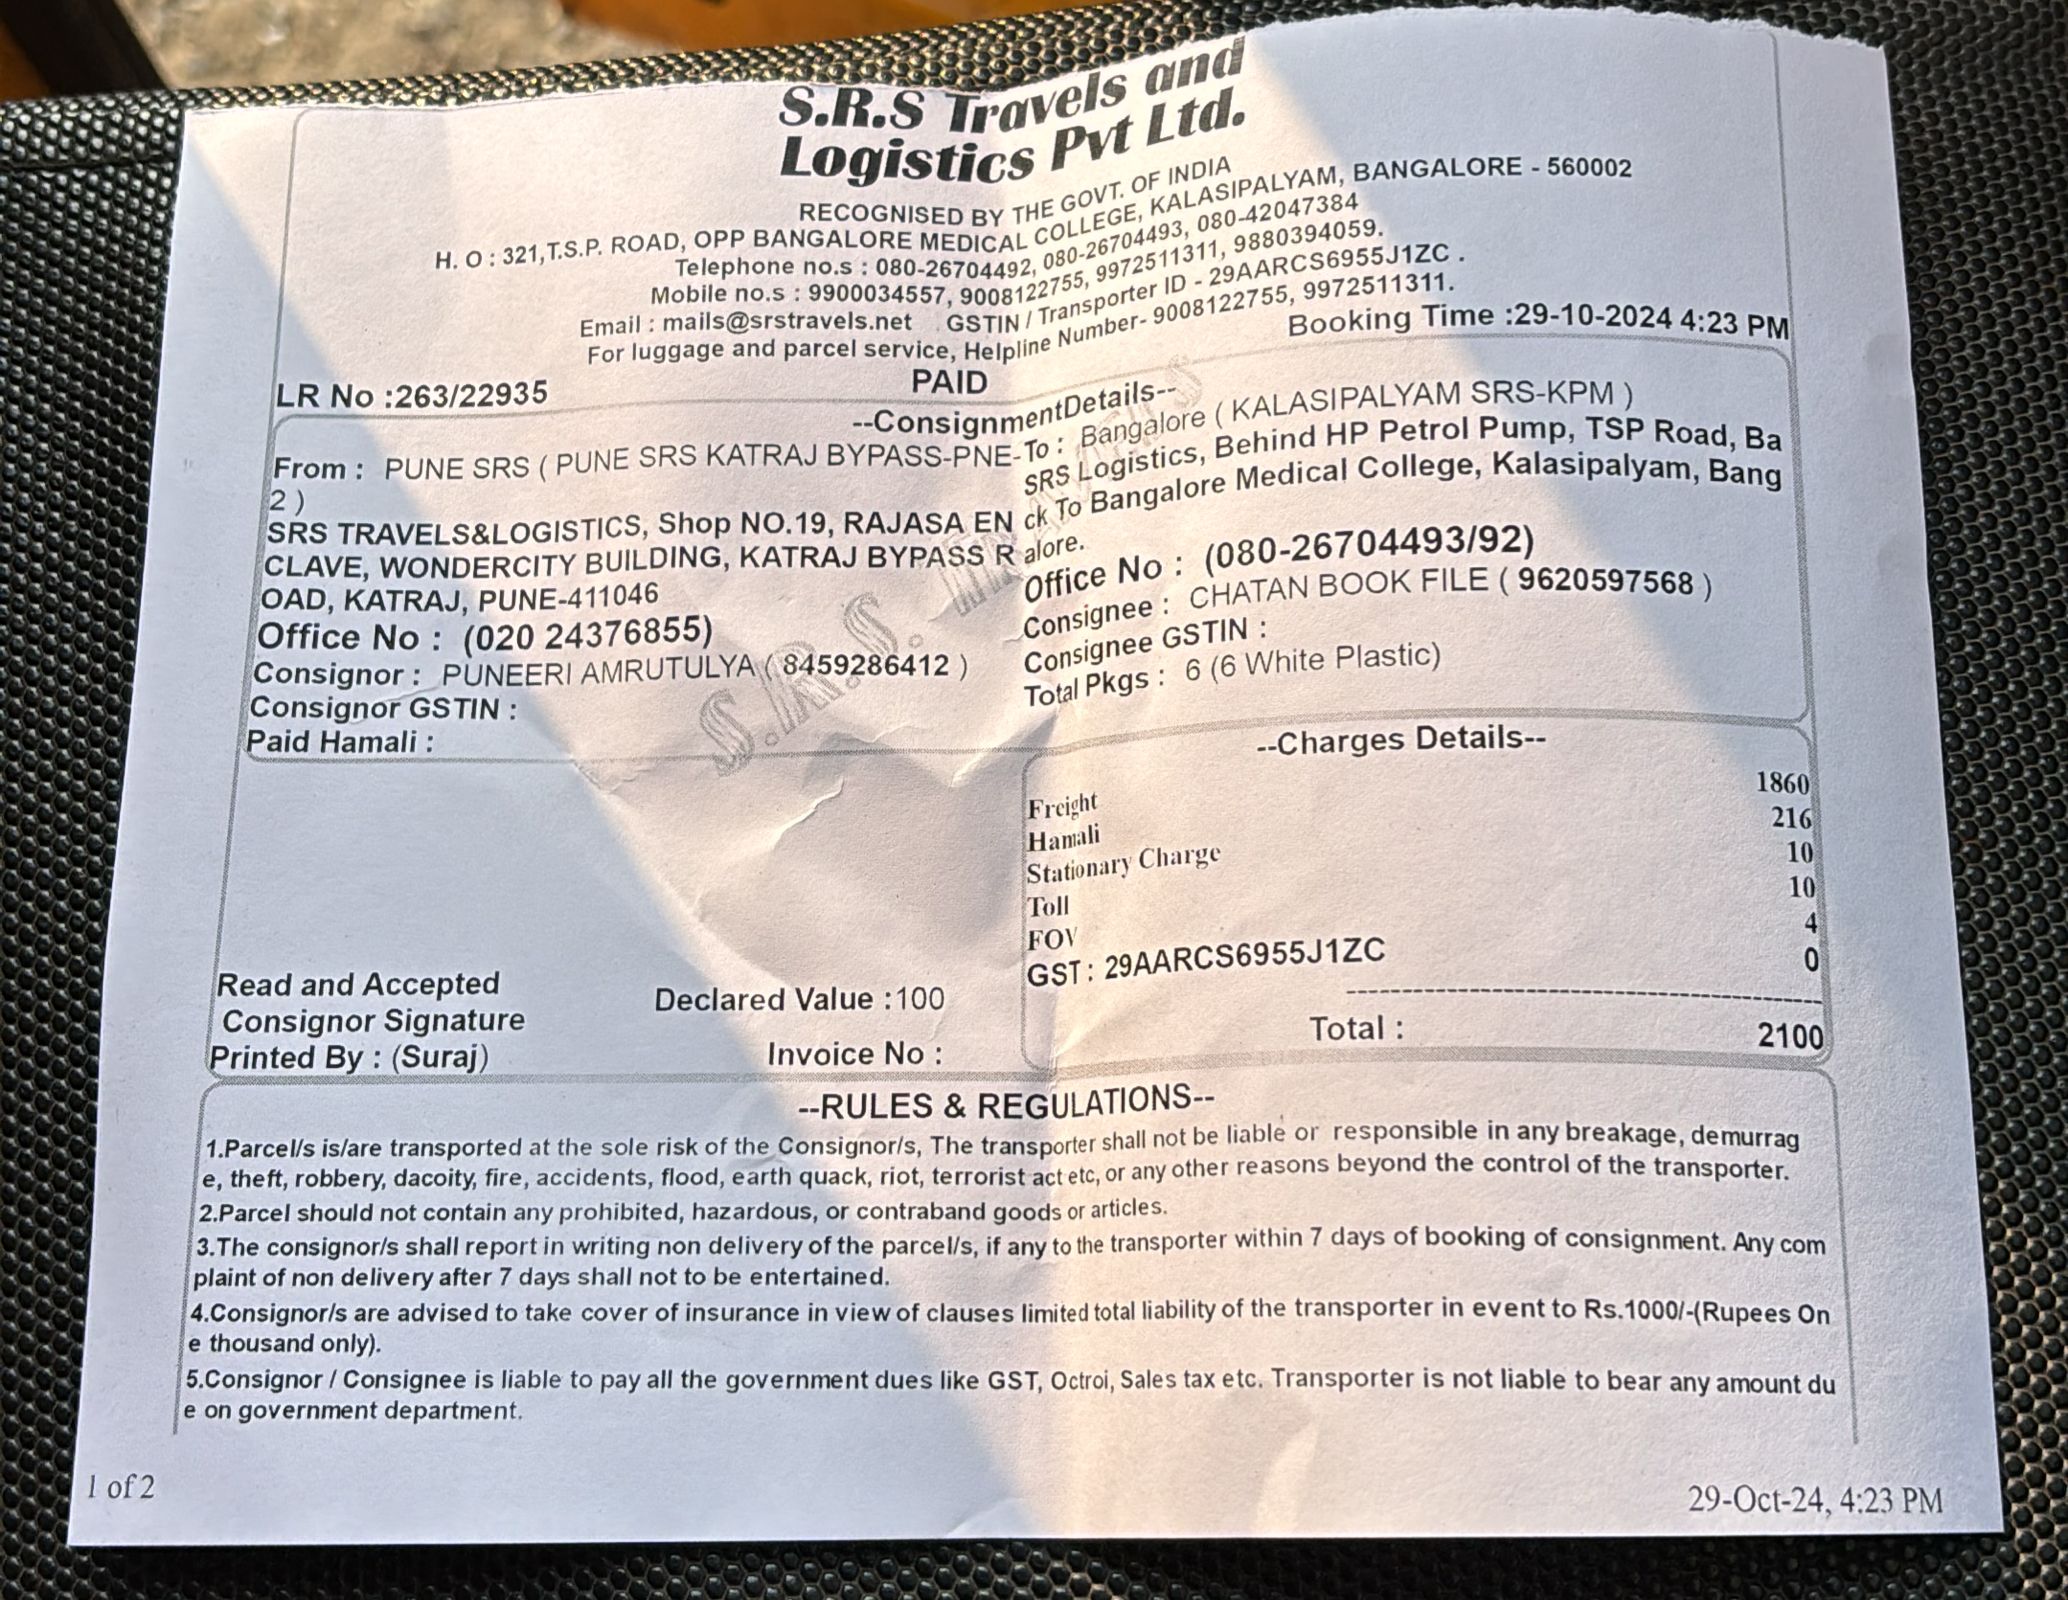 S.R.S Travels and
Logistics Pvt Ltd.
RECOGNISED BY THE GOVT. OF INDIA
H. O : 321,T.S.P. ROAD, OPP BANGALORE MEDICAL COLLEGE, KALASIPALYAM, BANGALORE - 560002
Telephone no.s : 080-26704492, 080-26704493, 080-42047384
Mobile no.s : 9900034557, 9008122755, 9972511311, 9880394059.
Email : mails@srstravels.net GSTIN / Transporter ID - 29AARCS6955J1ZC .
For luggage and parcel service, Helpline Number- 9008122755, 9972511311.
Booking Time :29-10-2024 4:23 PM
LR No :263/22935
PAID
--ConsignmentDetails--
From : PUNE SRS ( PUNE SRS KATRAJ BYPASS-PNE-
2 )
SRS TRAVELS&LOGISTICS, Shop NO.19, RAJASA EN
CLAVE, WONDERCITY BUILDING, KATRAJ BYPASS R
OAD, KATRAJ, PUNE-411046
Office No : (020 24376855)
Consignor : PUNEERI AMRUTULYA ( 8459286412 )
Consignor GSTIN :
Paid Hamali :
To : Bangalore ( KALASIPALYAM SRS-KPM )
SRS Logistics, Behind HP Petrol Pump, TSP Road, Ba
ck To Bangalore Medical College, Kalasipalyam, Bang
alore.
Office No : (080-26704493/92)
Consignee : CHATAN BOOK FILE ( 9620597568 )
Consignee GSTIN :
Total Pkgs : 6 (6 White Plastic)
S.R.S. TRAVELS
--Charges Details--
Freight 1860
Hamali 216
Stationary Charge 10
Toll 10
FOV 4
GST : 29AARCS6955J1ZC 0
Total : 2100
Read and Accepted
Consignor Signature
Printed By : (Suraj)
Declared Value :100
Invoice No :
--RULES & REGULATIONS--
1.Parcel/s is/are transported at the sole risk of the Consignor/s, The transporter shall not be liable or responsible in any breakage, demurrag
e, theft, robbery, dacoity, fire, accidents, flood, earth quack, riot, terrorist act etc, or any other reasons beyond the control of the transporter.
2.Parcel should not contain any prohibited, hazardous, or contraband goods or articles.
3.The consignor/s shall report in writing non delivery of the parcel/s, if any to the transporter within 7 days of booking of consignment. Any com
plaint of non delivery after 7 days shall not to be entertained.
4.Consignor/s are advised to take cover of insurance in view of clauses limited total liability of the transporter in event to Rs.1000/-(Rupees On
e thousand only).
5.Consignor / Consignee is liable to pay all the government dues like GST, Octroi, Sales tax etc. Transporter is not liable to bear any amount du
e on government department.
1 of 2
29-Oct-24, 4:23 PM